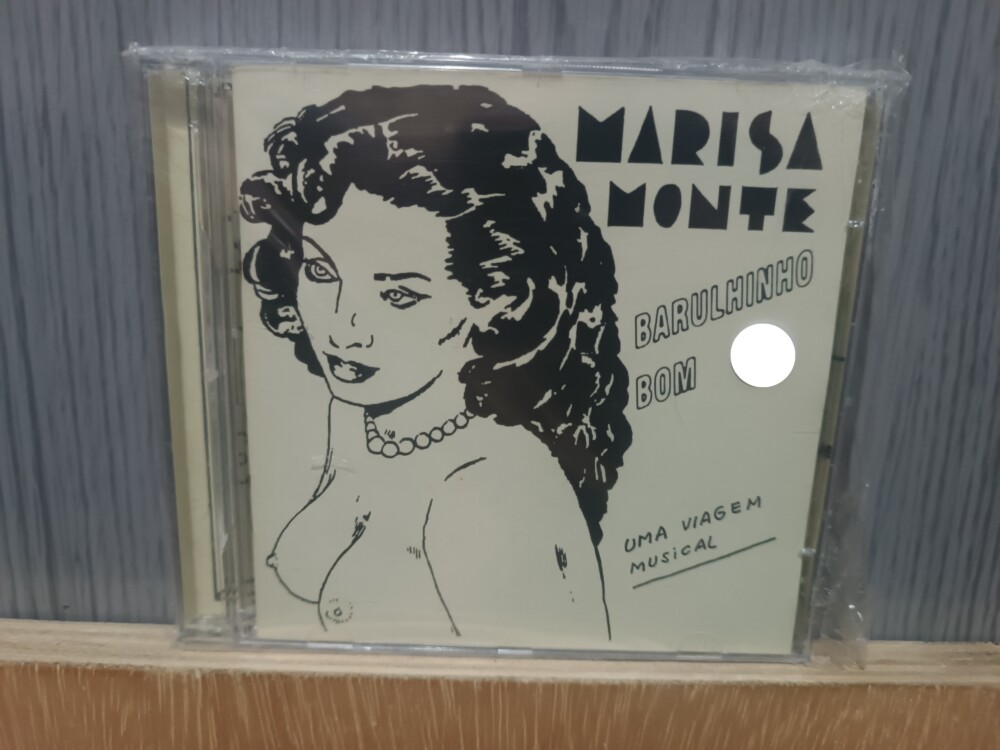 MARISA
MONTE
BARULHINHO
BOM
UMA VIAGEM
MUSICAL